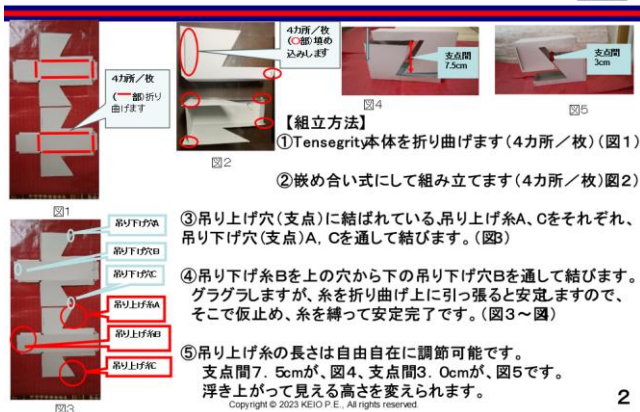 4カ所／枚
(━部)折り
曲げます
図1
4カ所／枚
(○部)填め
込みします
図2
支点間
7.5cm
図4
支点間
3cm
図5
【組立方法】
①Tensegrity本体を折り曲げます(4カ所／枚)(図1)
②嵌め合い式にして組み立てます(4カ所／枚)図2)
吊り下げ穴A
吊り下げ穴B
吊り下げ穴C
吊り上げ糸A
吊り上げ糸B
吊り上げ糸C
図3
③吊り上げ穴(支点)に結ばれている、吊り上げ糸A、Cをそれぞれ、
吊り下げ穴(支点)A，Cを通して結びます。(図3)
④吊り下げ糸Bを上の穴から下の吊り下げ穴Bを通して結びます。
グラグラしますが、糸を折り曲げ上に引っ張ると安定しますので、
そこで仮止め、糸を縛って安定完了です。(図3～図4)
⑤吊り上げ糸の長さは自由自在に調節可能です。
支点間7．5cmが、図4、支点間3．0cmが、図5です。
浮き上がって見える高さを変えられます。
Copyright © 2023 KEIO P.E., All rights reserved.
2